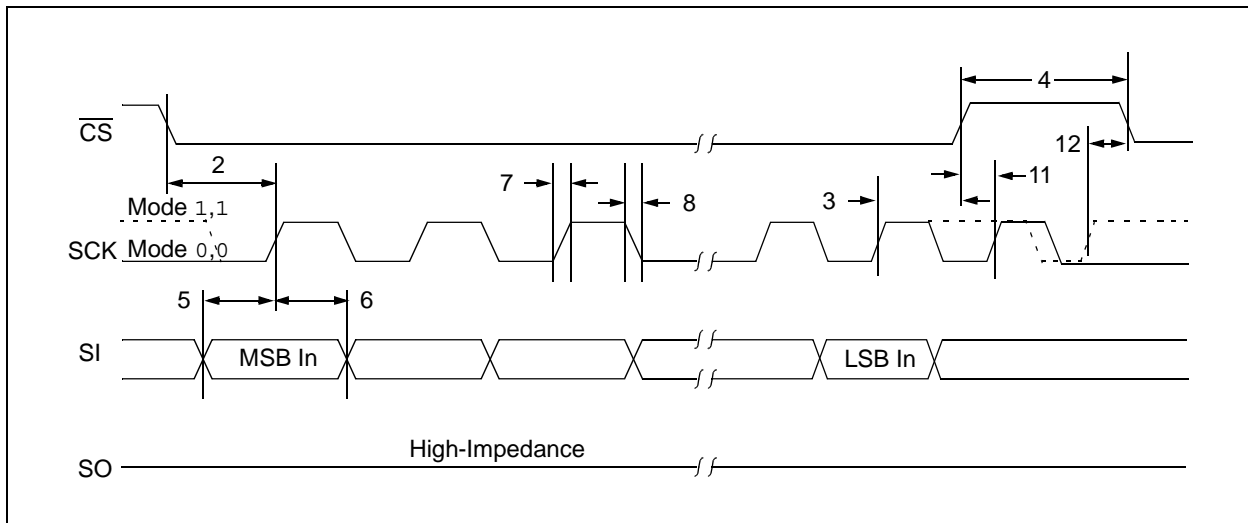 4
CS
12
2
7
8
3
11
Mode 1,1
SCK Mode 0,0
5
6
SI
MSB In
LSB In
High-Impedance
SO